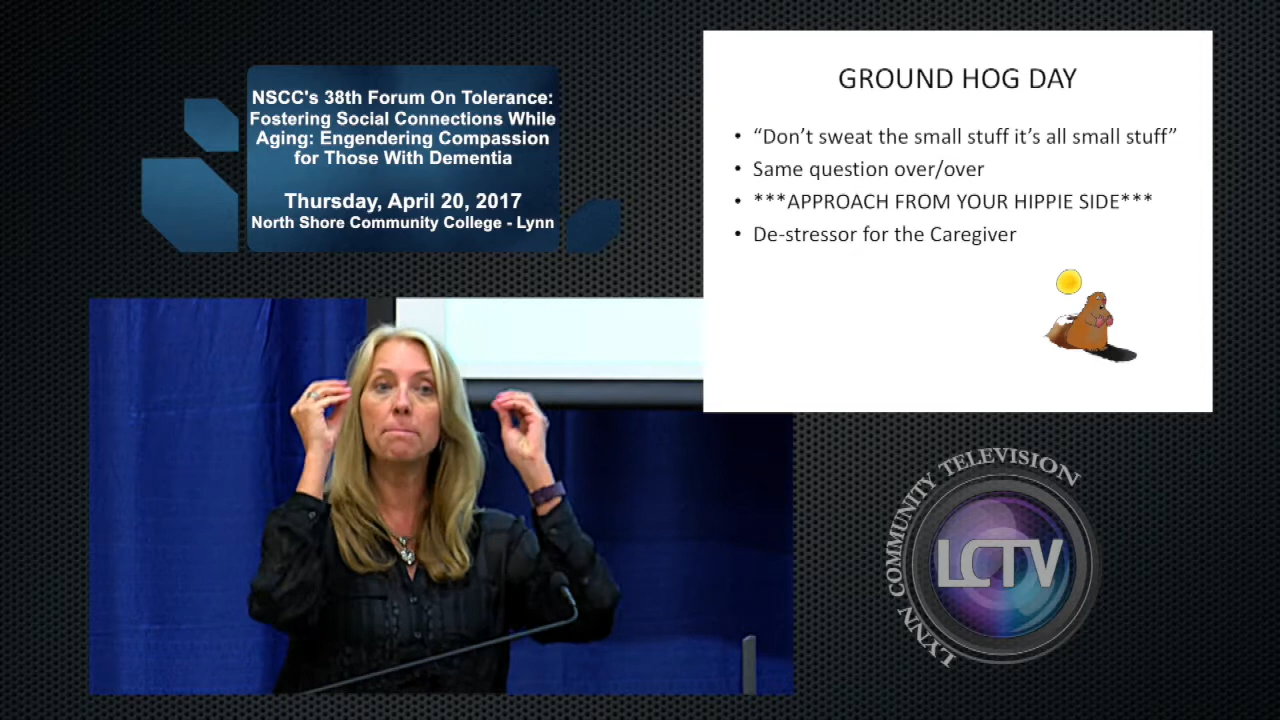 NSCC's 38th Forum On Tolerance:
Fostering Social Connections While
Aging: Engendering Compassion
for Those With Dementia
Thursday, April 20, 2017
North Shore Community College - Lynn
GROUND HOG DAY
• “Don’t sweat the small stuff it’s all small stuff”
• Same question over/over
• ***APPROACH FROM YOUR HIPPIE SIDE***
• De-stressor for the Caregiver
LYNN COMMUNITY TELEVISION
LCTV